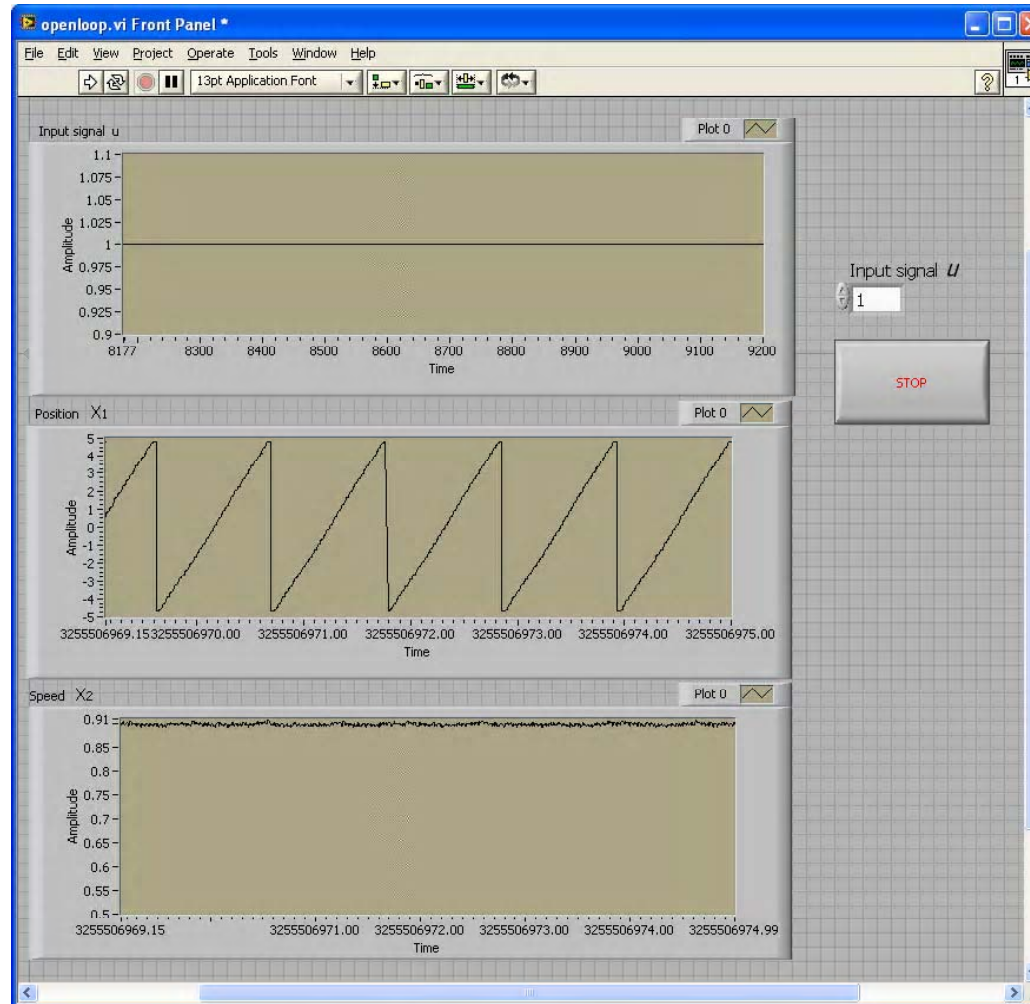 openloop.vi Front Panel *
File Edit View Project Operate Tools Window Help
13pt Application Font
?
1
Input signal u
Plot 0
1.1
1.075
1.05
1.025
1
0.975
0.95
0.925
0.9
Amplitude
8177 8300 8400 8500 8600 8700 8800 8900 9000 9100 9200
Time
Input signal u
1
STOP
Position X1
Plot 0
5
4
3
2
1
0
-1
-2
-3
-4
-5
Amplitude
3255506969.15 3255506970.00 3255506971.00 3255506972.00 3255506973.00 3255506974.00 3255506975.00
Time
Speed X2
Plot 0
0.91
0.85
0.8
0.75
0.7
0.65
0.6
0.55
0.5
Amplitude
3255506969.15 3255506971.00 3255506972.00 3255506973.00 3255506974.00 3255506974.99
Time